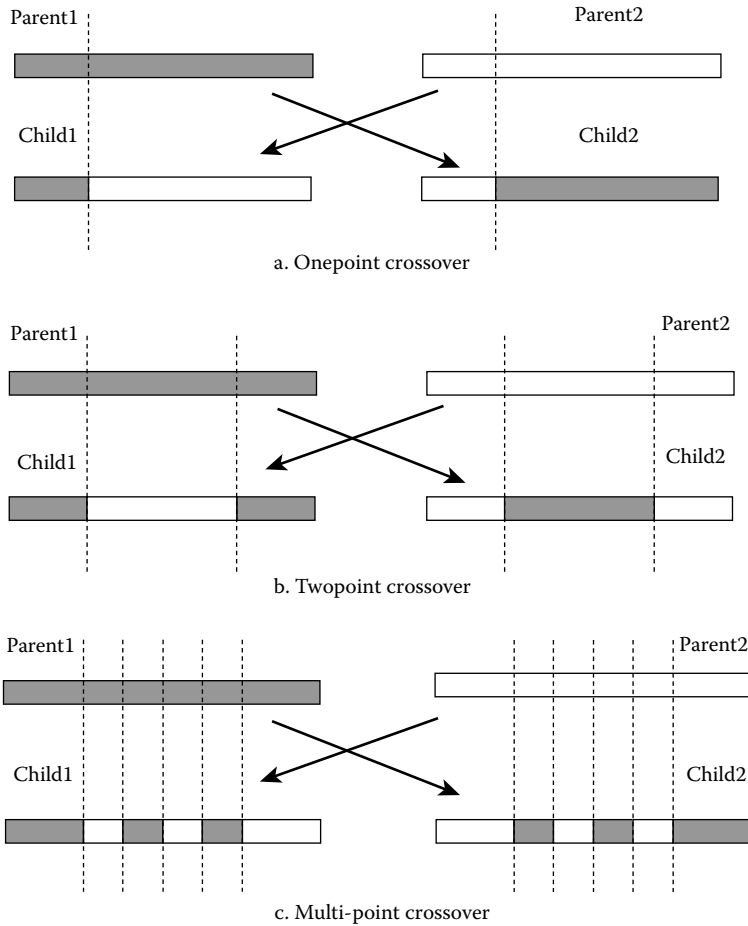 Parent1
Parent2
Child1
Child2
a. Onepoint crossover
Parent1
Parent2
Child1
Child2
b. Twopoint crossover
Parent1
Parent2
Child1
Child2
c. Multi-point crossover